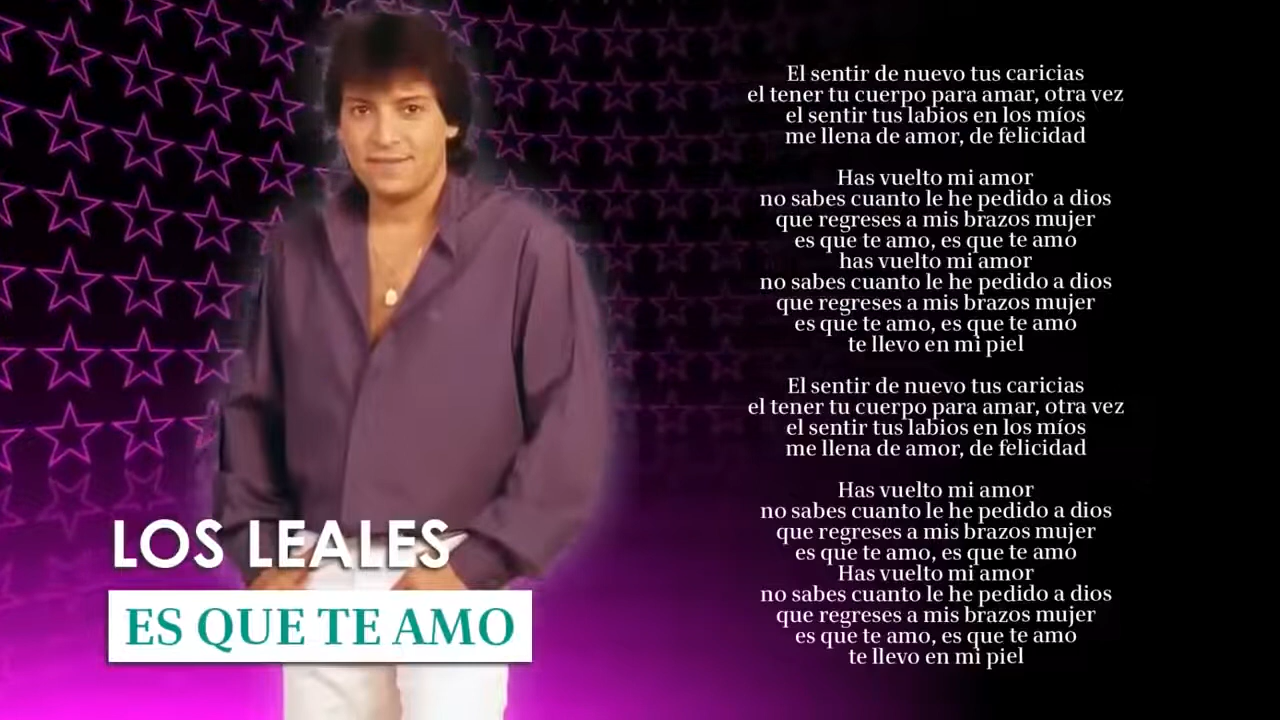 LOS LEALES
ES QUE TE AMO
El sentir de nuevo tus caricias
el tener tu cuerpo para amar, otra vez
el sentir tus labios en los míos
me llena de amor, de felicidad
Has vuelto mi amor
no sabes cuanto le he pedido a dios
que regreses a mis brazos mujer
es que te amo, es que te amo
has vuelto mi amor
no sabes cuanto le he pedido a dios
que regreses a mis brazos mujer
es que te amo, es que te amo
te llevo en mi piel
El sentir de nuevo tus caricias
el tener tu cuerpo para amar, otra vez
el sentir tus labios en los míos
me llena de amor, de felicidad
Has vuelto mi amor
no sabes cuanto le he pedido a dios
que regreses a mis brazos mujer
es que te amo, es que te amo
Has vuelto mi amor
no sabes cuanto le he pedido a dios
que regreses a mis brazos mujer
es que te amo, es que te amo
te llevo en mi piel